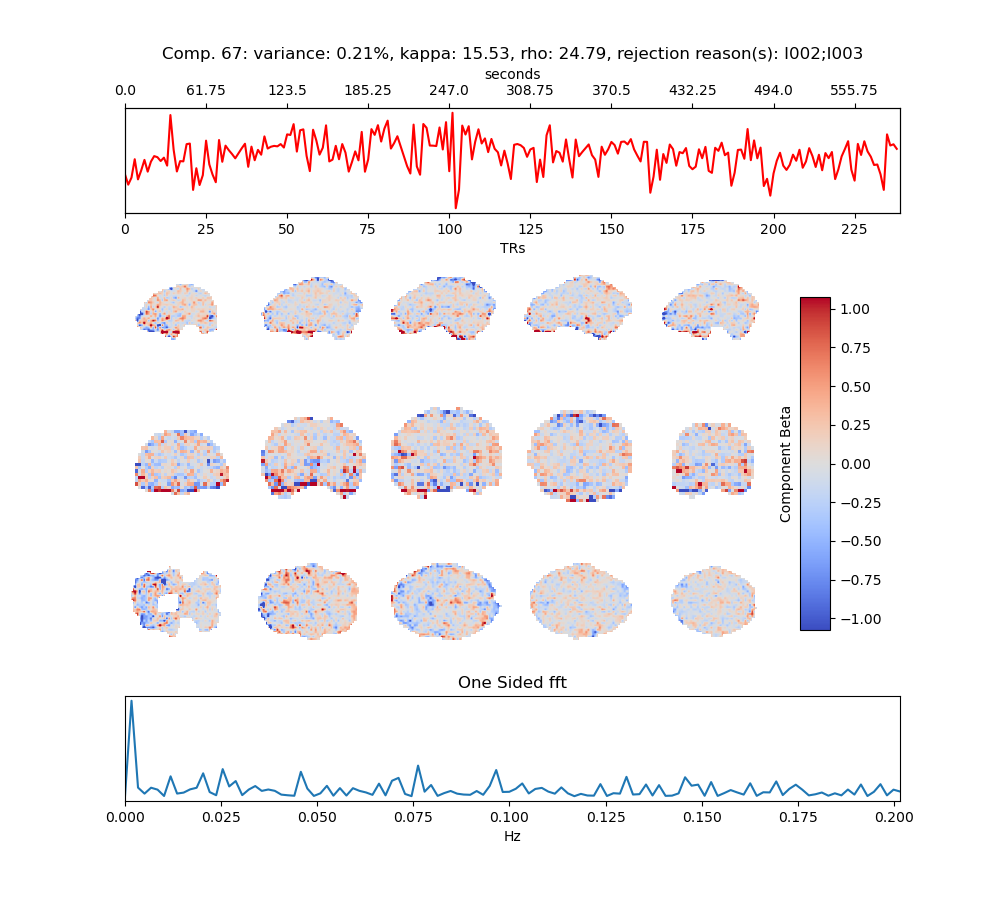 Comp. 67: variance: 0.21%, kappa: 15.53, rho: 24.79, rejection reason(s): I002;I003
seconds
0.0 61.75 123.5 185.25 247.0 308.75 370.5 432.25 494.0 555.75
0 25 50 75 100 125 150 175 200 225
TRs
1.00
0.75
0.50
0.25
0.00
−0.25
−0.50
−0.75
−1.00
Component Beta
One Sided fft
0.000 0.025 0.050 0.075 0.100 0.125 0.150 0.175 0.200
Hz